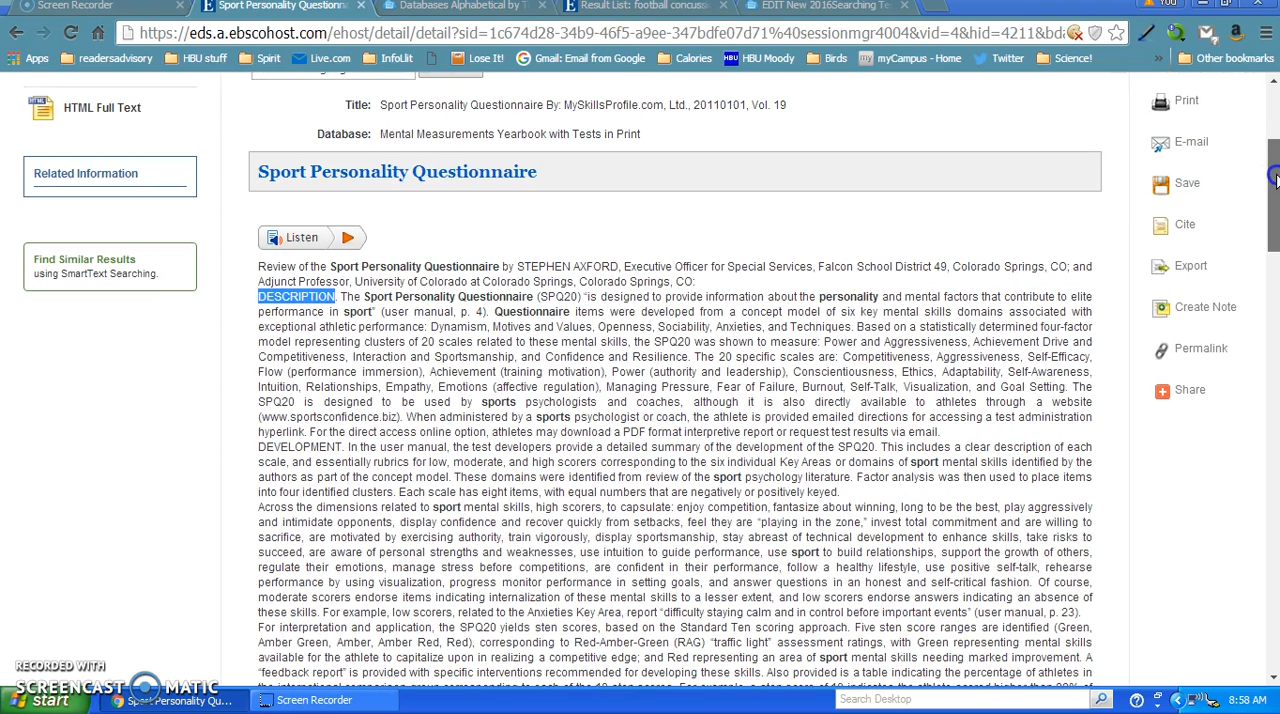 Screen Recorder
Sport Personality Questionn
Databases Alphabetical by T
Result List: football concuss
EDIT New 2016Searching Te
You
https://eds.a.ebscohost.com/ehost/detail/detail?sid=1c674d28-54b9-46f5-a9ee-347bdfe07d71%40sessionmgr4004&vid=4&hid=4211&bd
Apps
readersadvisory
HBU stuff
Spirit
Live.com
InfoLit
Lose It!
Gmail: Email from Google
Calories
HBU Moody
Birds
myCampus - Home
Twitter
Science!
»
Other bookmarks
HTML Full Text
Related Information
Find Similar Results
using SmartText Searching.
Title: Sport Personality Questionnaire By: MySkillsProfile.com, Ltd., 20110101, Vol. 19
Database: Mental Measurements Yearbook with Tests in Print
Sport Personality Questionnaire
Listen
Review of the Sport Personality Questionnaire by STEPHEN AXFORD, Executive Officer for Special Services, Falcon School District 49, Colorado Springs, CO; and
Adjunct Professor, University of Colorado at Colorado Springs, Colorado Springs, CO:
DESCRIPTION. The Sport Personality Questionnaire (SPQ20) “is designed to provide information about the personality and mental factors that contribute to elite
performance in sport” (user manual, p. 4). Questionnaire items were developed from a concept model of six key mental skills domains associated with
exceptional athletic performance: Dynamism, Motives and Values, Openness, Sociability, Anxieties, and Techniques. Based on a statistically determined four-factor
model representing clusters of 20 scales related to these mental skills, the SPQ20 was shown to measure: Power and Aggressiveness, Achievement Drive and
Competitiveness, Interaction and Sportsmanship, and Confidence and Resilience. The 20 specific scales are: Competitiveness, Aggressiveness, Self-Efficacy,
Flow (performance immersion), Achievement (training motivation), Power (authority and leadership), Conscientiousness, Ethics, Adaptability, Self-Awareness,
Intuition, Relationships, Empathy, Emotions (affective regulation), Managing Pressure, Fear of Failure, Burnout, Self-Talk, Visualization, and Goal Setting. The
SPQ20 is designed to be used by sports psychologists and coaches, although it is also directly available to athletes through a website
(www.sportsconfidence.biz). When administered by a sports psychologist or coach, the athlete is provided emailed directions for accessing a test administration
hyperlink. For the direct access online option, athletes may download a PDF format interpretive report or request test results via email.
DEVELOPMENT. In the user manual, the test developers provide a detailed summary of the development of the SPQ20. This includes a clear description of each
scale, and essentially rubrics for low, moderate, and high scorers corresponding to the six individual Key Areas or domains of sport mental skills identified by the
authors as part of the concept model. These domains were identified from review of the sport psychology literature. Factor analysis was then used to place items
into four identified clusters. Each scale has eight items, with equal numbers that are negatively or positively keyed.
Across the dimensions related to sport mental skills, high scorers, to capsulate: enjoy competition, fantasize about winning, long to be the best, play aggressively
and intimidate opponents, display confidence and recover quickly from setbacks, feel they are “playing in the zone,” invest total commitment and are willing to
sacrifice, are motivated by exercising authority, train vigorously, display sportsmanship, stay abreast of technical development to enhance skills, take risks to
succeed, are aware of personal strengths and weaknesses, use intuition to guide performance, use sport to build relationships, support the growth of others,
regulate their emotions, manage stress before competitions, are confident in their performance, follow a healthy lifestyle, use positive self-talk, rehearse
performance by using visualization, progress monitor performance in setting goals, and answer questions in an honest and self-critical fashion. Of course,
moderate scorers endorse items indicating internalization of these mental skills to a lesser extent, and low scorers endorse answers indicating an absence of
these skills. For example, low scorers, related to the Anxieties Key Area, report “difficulty staying calm and in control before important events” (user manual, p. 23).
For interpretation and application, the SPQ20 yields sten scores, based on the Standard Ten scoring approach. Five sten score ranges are identified (Green,
Amber Green, Amber, Amber Red, Red), corresponding to Red-Amber-Green (RAG) “traffic light” assessment ratings, with Green representing mental skills
available for the athlete to capitalize upon in realizing a competitive edge; and Red representing an area of sport mental skills needing marked improvement. A
“feedback report” is provided with specific interventions recommended for developing these skills. Also provided is a table indicating the percentage of athletes in
Print
E-mail
Save
Cite
Export
Create Note
Permalink
Share
RECORDED WITH
SCREENCAST MATIC
start
Sport Personality Qu...
Screen Recorder
Search Desktop
8:58 AM